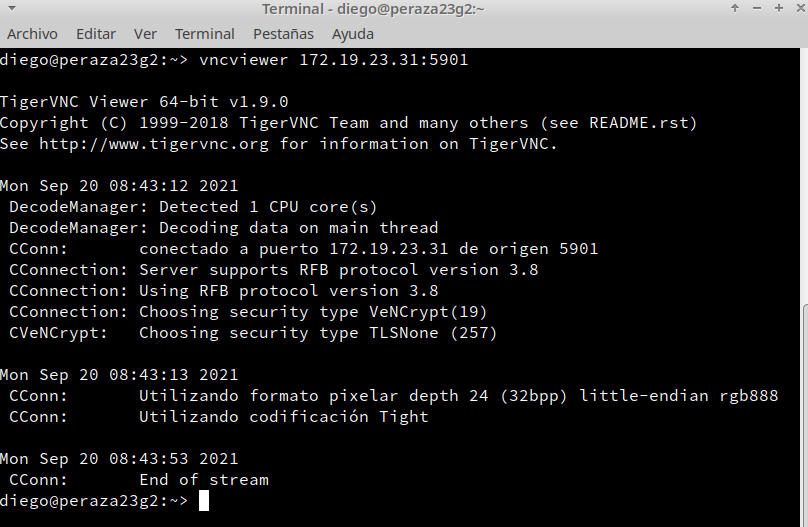 Terminal - diego@peraza23g2:~
Archivo Editar Ver Terminal Pestañas Ayuda
diego@peraza23g2:~> vncviewer 172.19.23.31:5901
TigerVNC Viewer 64-bit v1.9.0
Copyright (C) 1999-2018 TigerVNC Team and many others (see README.rst)
See http://www.tigervnc.org for information on TigerVNC.
Mon Sep 20 08:43:12 2021
DecodeManager: Detected 1 CPU core(s)
DecodeManager: Decoding data on main thread
CConn: conectado a puerto 172.19.23.31 de origen 5901
CConnection: Server supports RFB protocol version 3.8
CConnection: Using RFB protocol version 3.8
CConnection: Choosing security type VeNCrypt(19)
CVeNCrypt: Choosing security type TLSNone (257)
Mon Sep 20 08:43:13 2021
CConn: Utilizando formato pixelar depth 24 (32bpp) little-endian rgb888
CConn: Utilizando codificación Tight
Mon Sep 20 08:43:53 2021
CConn: End of stream
diego@peraza23g2:~>